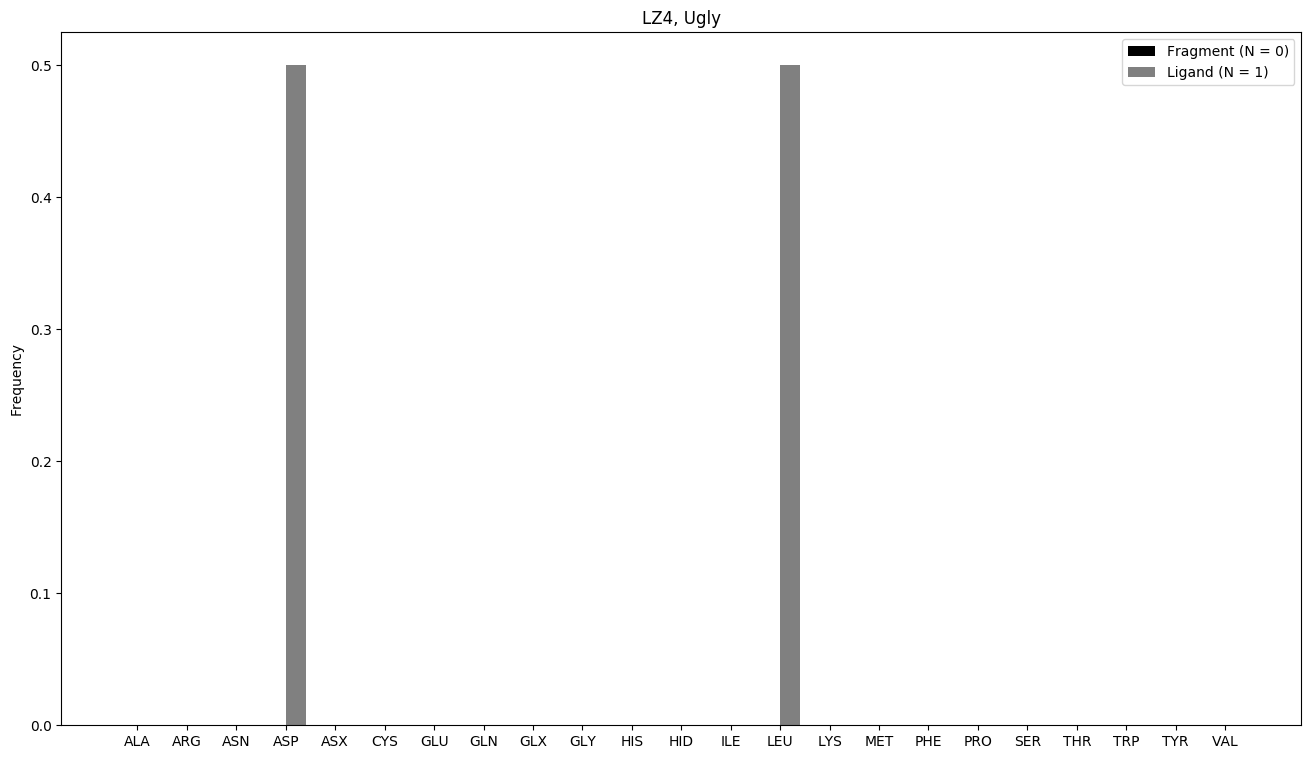 LZ4, Ugly
Fragment (N = 0)
Ligand (N = 1)
0.5
0.4
0.3
0.2
0.1
0.0
Frequency
ALA ARG ASN ASP ASX CYS GLU GLN GLX GLY HIS HID ILE LEU LYS MET PHE PRO SER THR TRP TYR VAL